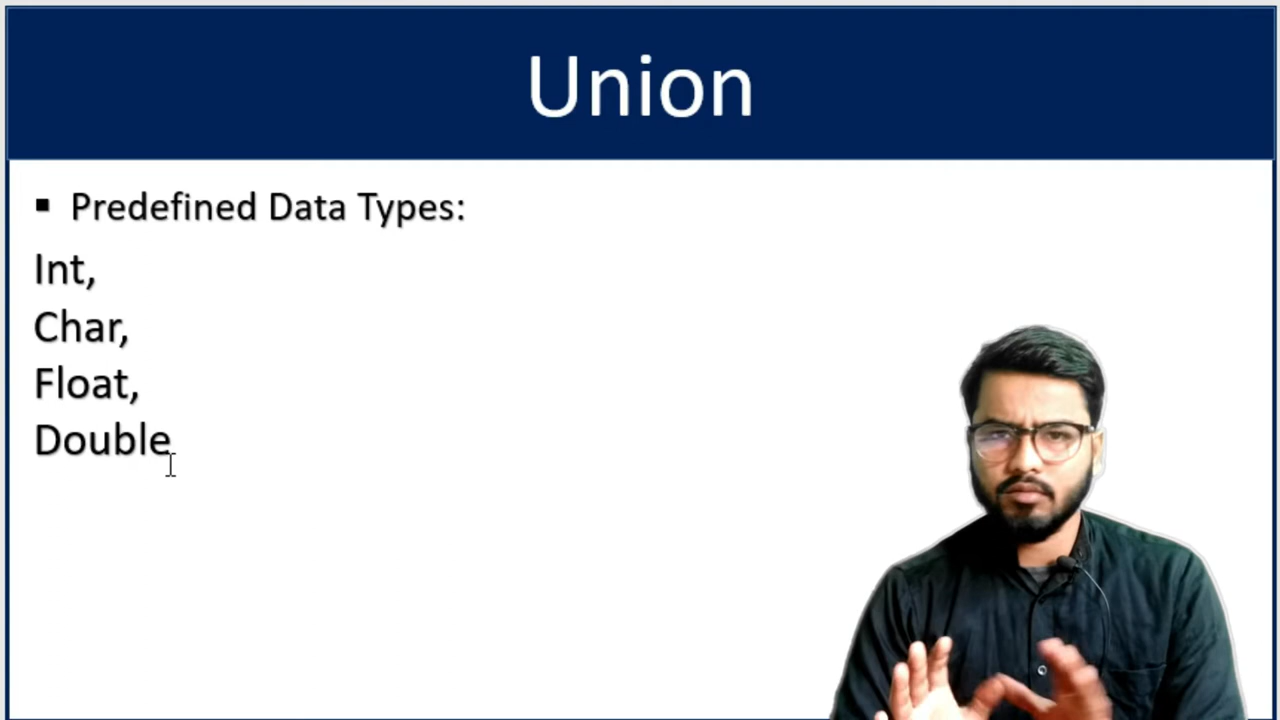 Union
▪ Predefined Data Types:
Int,
Char,
Float,
Double